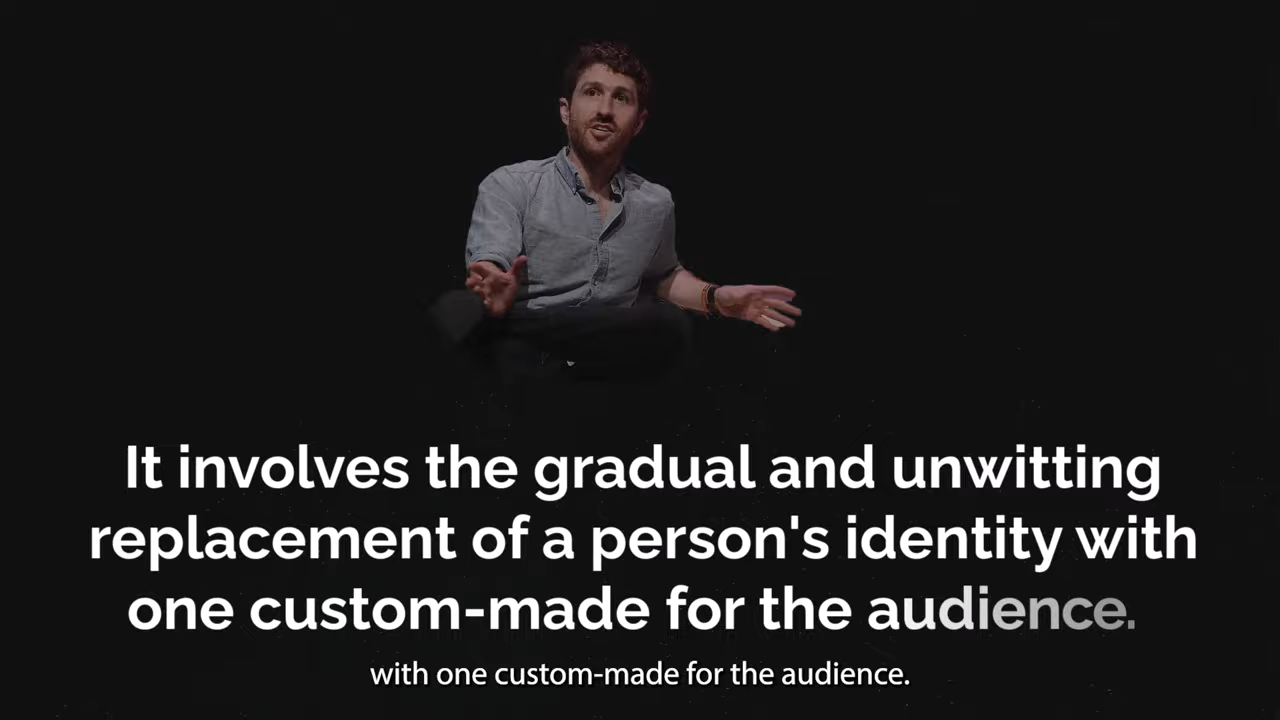 It involves the gradual and unwitting
replacement of a person's identity with
one custom-made for the audience.
with one custom-made for the audience.